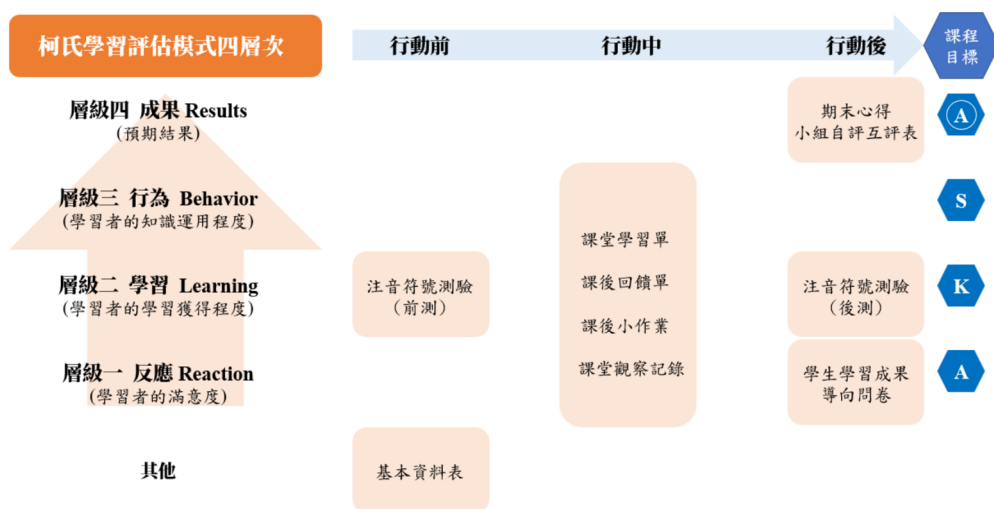 柯氏學習評估模式四層次
行動前
行動中
行動後
課程
目標
層級四 成果 Results
(預期結果)
期末心得
小組自評互評表
A
層級三 行為 Behavior
(學習者的知識運用程度)
S
課堂學習單
課後回饋單
課後小作業
課堂觀察記錄
層級二 學習 Learning
(學習者的學習獲得程度)
注音符號測驗
(前測)
注音符號測驗
(後測)
K
層級一 反應 Reaction
(學習者的滿意度)
學生學習成果
導向問卷
A
其他
基本資料表